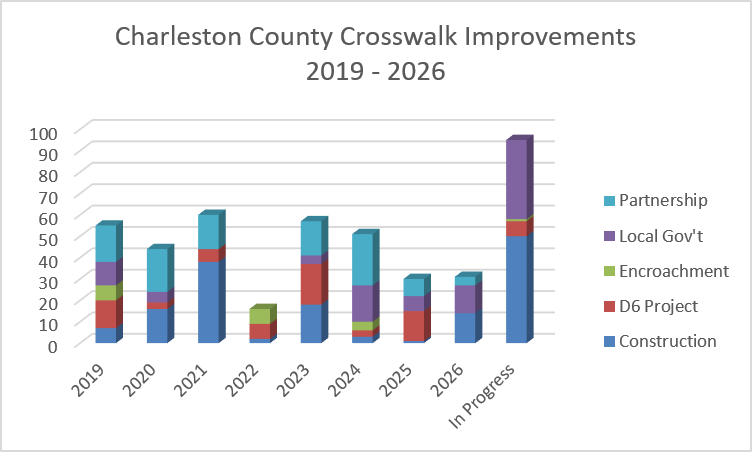 Charleston County Crosswalk Improvements
2019 - 2026
100
90
80
70
60
50
40
30
20
10
0
2019
2020
2021
2022
2023
2024
2025
2026
In Progress
Partnership
Local Gov't
Encroachment
D6 Project
Construction